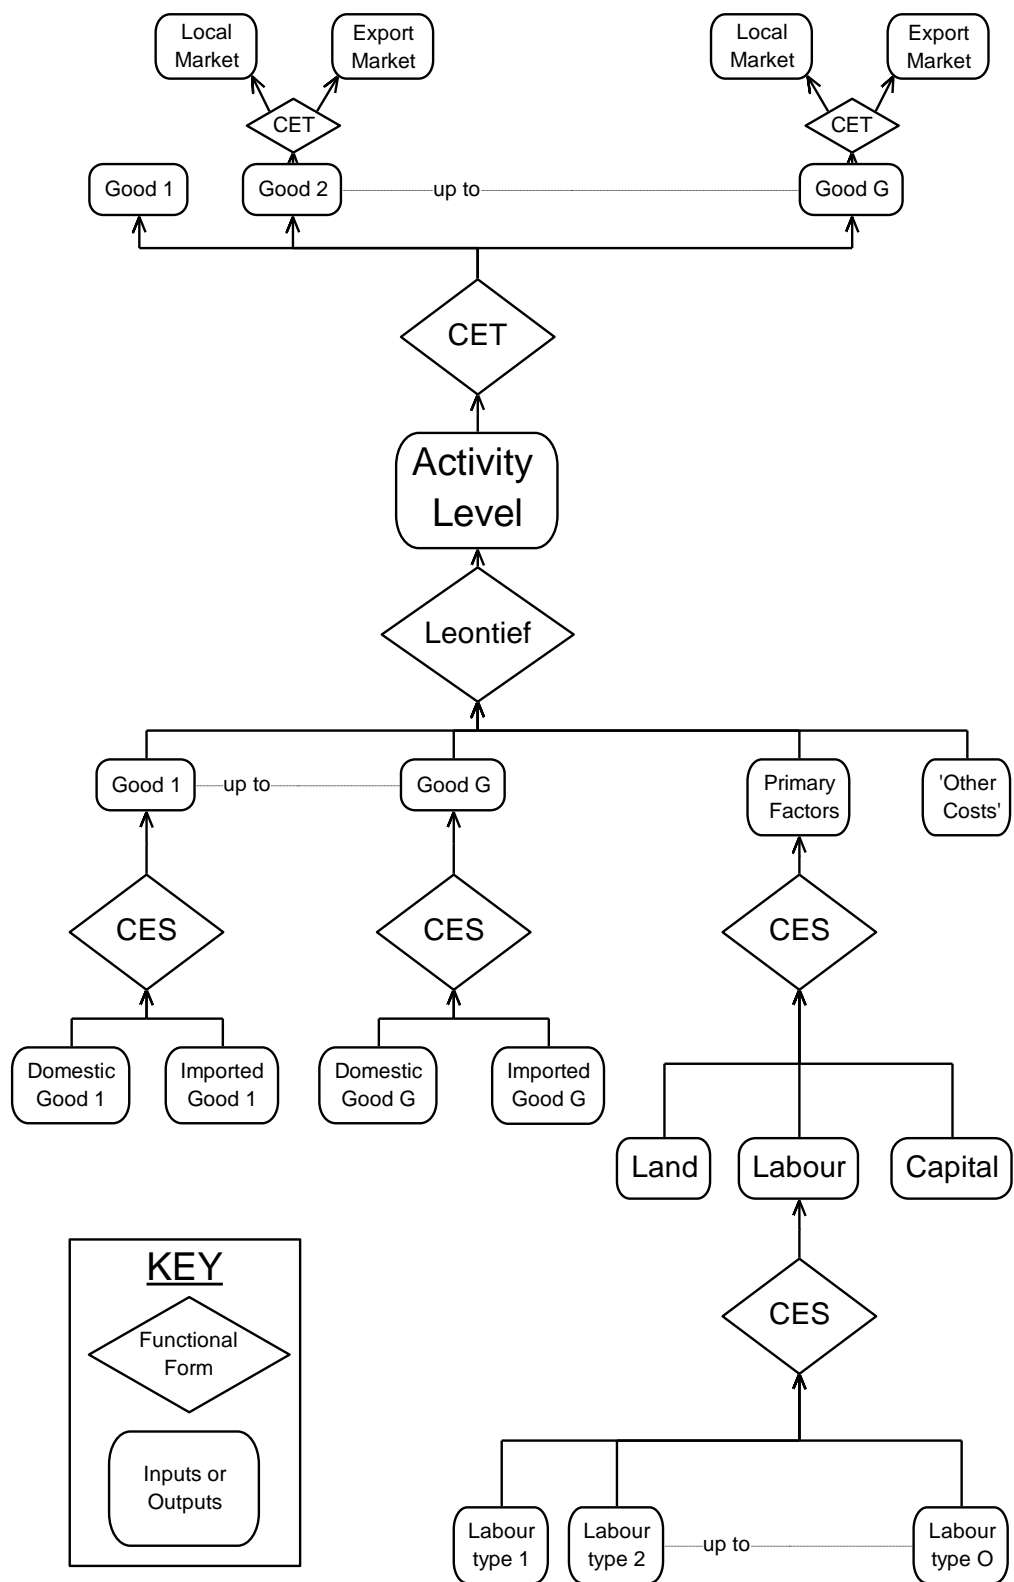 Local
Market
Export
Market
Local
Market
Export
Market
CET
CET
Good 1
Good 2
up to
Good G
CET
Activity
Level
Leontief
Good 1
up to
Good G
Primary
Factors
'Other
Costs'
CES
CES
CES
Domestic
Good 1
Imported
Good 1
Domestic
Good G
Imported
Good G
Land
Labour
Capital
KEY
Functional
Form
Inputs or
Outputs
CES
Labour
type 1
Labour
type 2
up to
Labour
type O